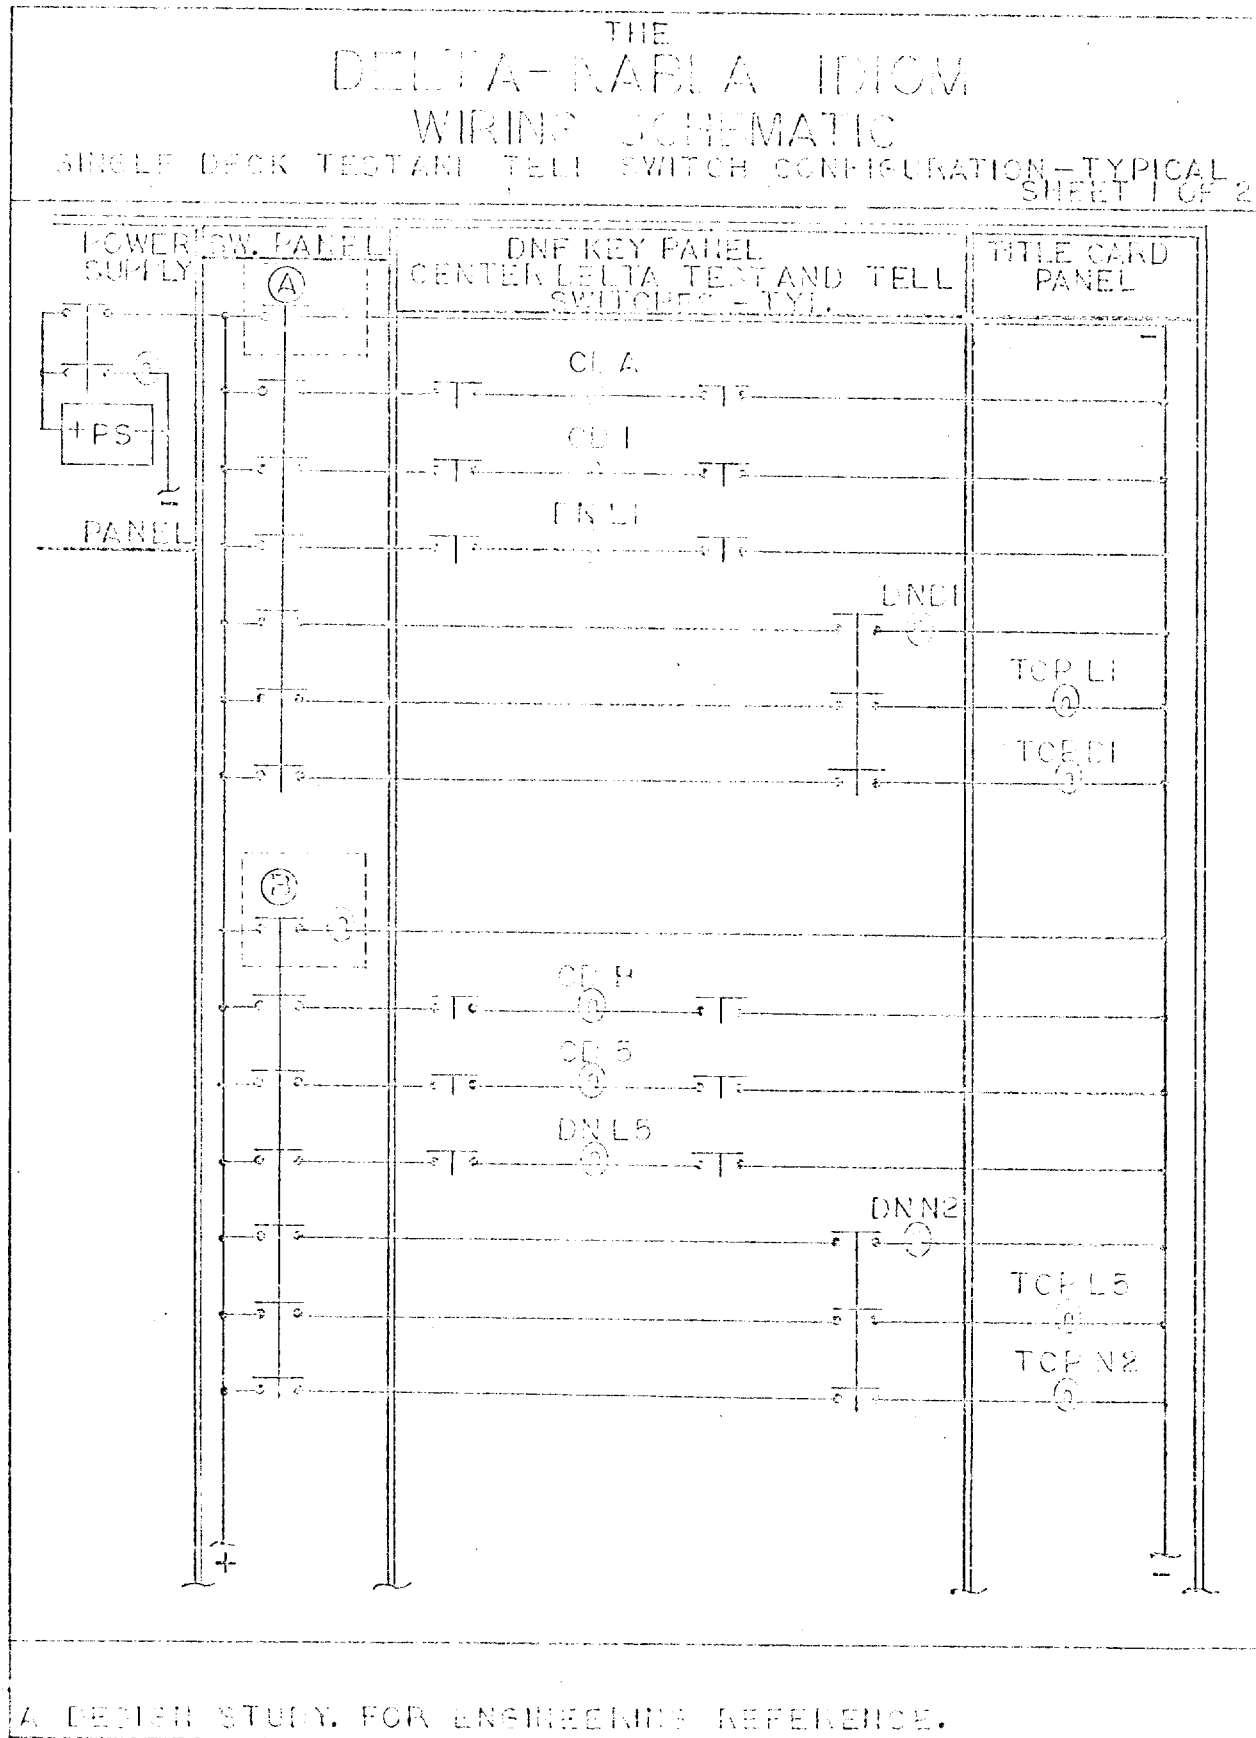 THE
DELTA-NABLA IDIOM
WIRING SCHEMATIC
SINGLE DECK TEST AND TELL SWITCH CONFIGURATION-TYPICAL
SHEET 1 OF 2
POWER SUPPLY
SW. PANEL
DNF KEY PANEL
CENTER DELTA TEST AND TELL
SWITCHES - TYP.
TITLE CARD
PANEL
A
+PS-
PANEL
CD A
CD 1
DN L1
DND1
TCP L1
TCP D1
B
CD
CD 5
DN L5
DN N2
TCP L5
TCP N2
+
-
A DESIGN STUDY. FOR ENGINEERING REFERENCE.